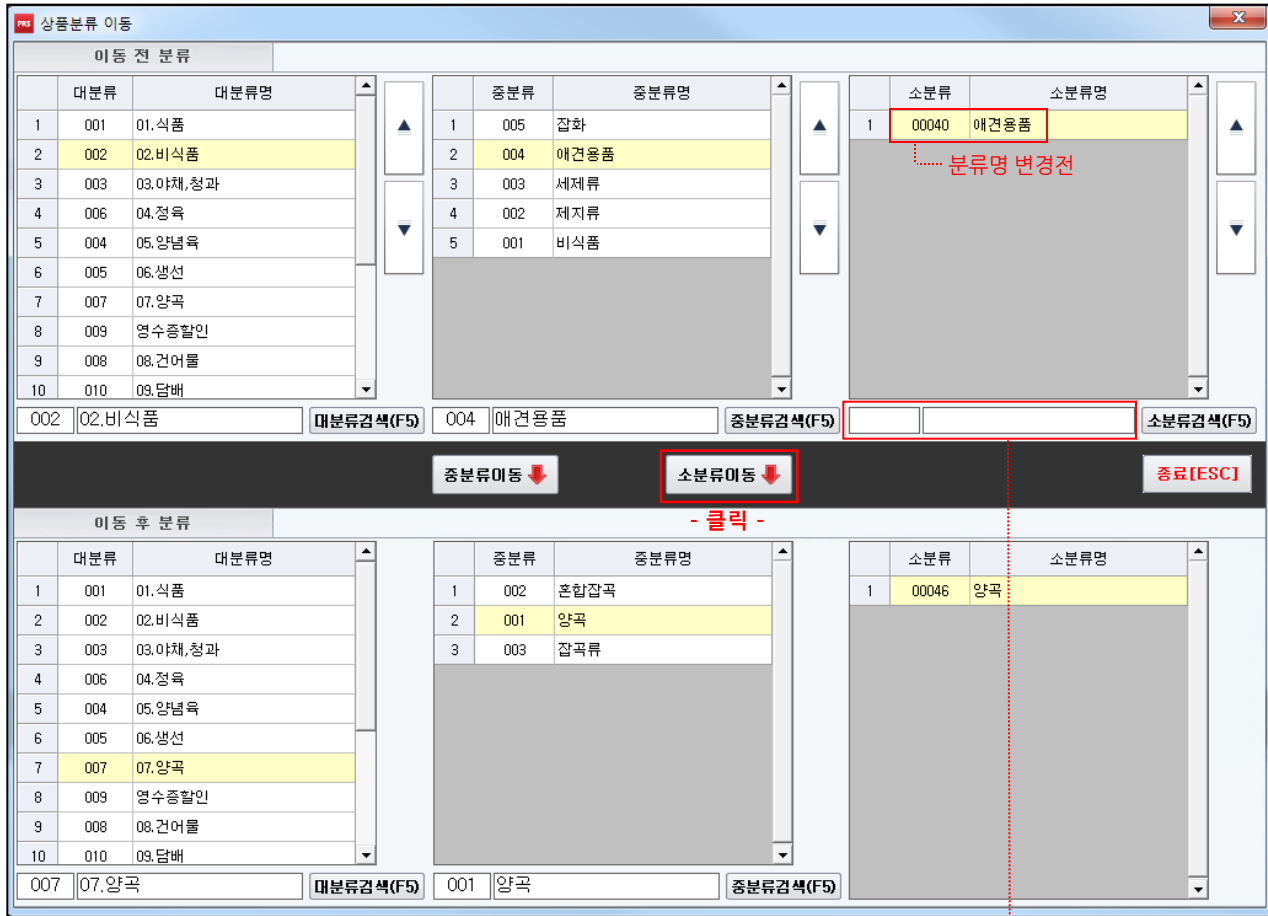 PRS 상품분류 이동 x
이동 전 분류
대분류 대분류명
1 001 01.식품
2 002 02.비식품
3 003 03.야채,청과
4 006 04.정육
5 004 05.양념육
6 005 06.생선
7 007 07.양곡
8 009 영수증할인
9 008 08.건어물
10 010 09.담배
002 02.비식품 대분류검색(F5)
중분류 중분류명
1 005 잡화
2 004 애견용품
3 003 세제류
4 002 제지류
5 001 비식품
004 애견용품 중분류검색(F5)
소분류 소분류명
1 00040 애견용품
분류명 변경전
소분류검색(F5)
중분류이동 소분류이동 종료[ESC]
- 클릭 -
이동 후 분류
대분류 대분류명
1 001 01.식품
2 002 02.비식품
3 003 03.야채,청과
4 006 04.정육
5 004 05.양념육
6 005 06.생선
7 007 07.양곡
8 009 영수증할인
9 008 08.건어물
10 010 09.담배
007 07.양곡 대분류검색(F5)
중분류 중분류명
1 002 혼합잡곡
2 001 양곡
3 003 잡곡류
001 양곡 중분류검색(F5)
소분류 소분류명
1 00046 양곡